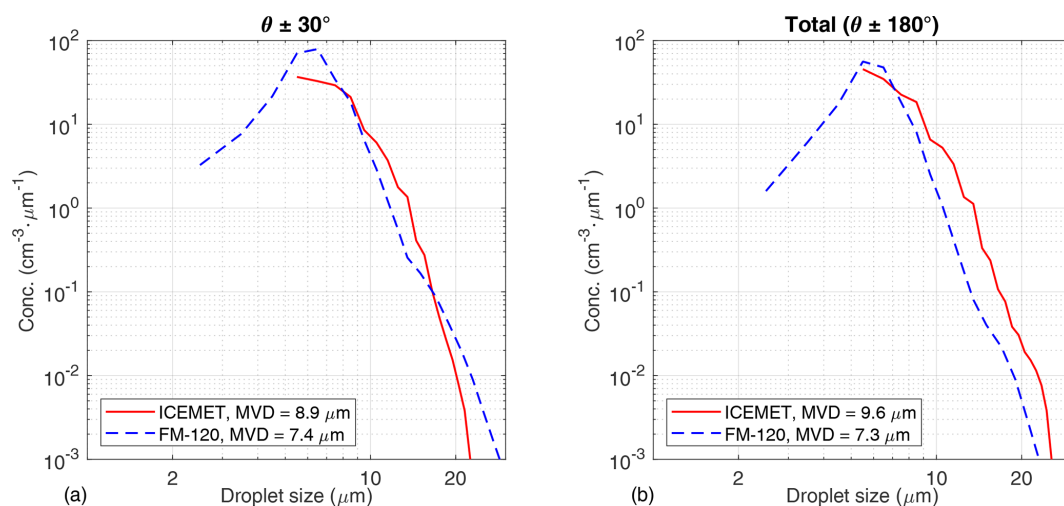 θ ± 30°
10²
10¹
10⁰
10⁻¹
10⁻²
10⁻³
Conc. (cm⁻³·μm⁻¹)
ICEMET, MVD = 8.9 μm
FM-120, MVD = 7.4 μm
2
10
20
(a)
Droplet size (μm)
Total (θ ± 180°)
10²
10¹
10⁰
10⁻¹
10⁻²
10⁻³
Conc. (cm⁻³·μm⁻¹)
ICEMET, MVD = 9.6 μm
FM-120, MVD = 7.3 μm
2
10
20
(b)
Droplet size (μm)